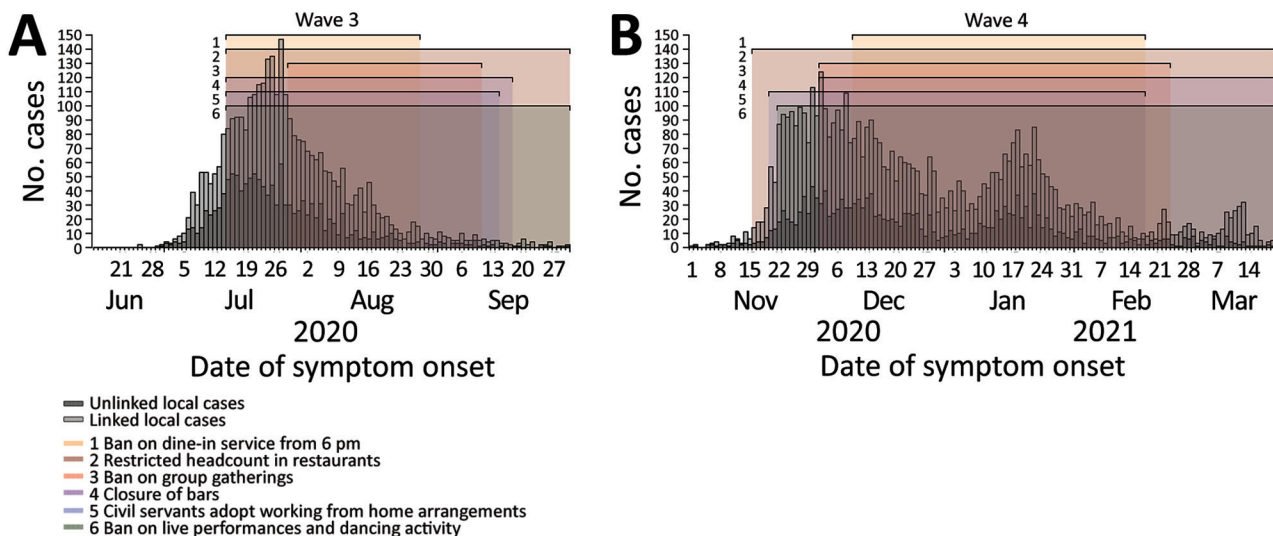 A
Wave 3
150
140
130
120
110
100
90
80
70
60
50
40
30
20
10
0
No. cases
1
2
3
4
5
6
21 28 5 12 19 26 2 9 16 23 30 6 13 20 27
Jun Jul Aug Sep
2020
Date of symptom onset
B
Wave 4
150
140
130
120
110
100
90
80
70
60
50
40
30
20
10
0
No. cases
1
2
3
4
5
6
1 8 15 22 29 6 13 20 27 3 10 17 24 31 7 14 21 28 7 14
Nov Dec Jan Feb Mar
2020 2021
Date of symptom onset
Unlinked local cases
Linked local cases
1 Ban on dine-in service from 6 pm
2 Restricted headcount in restaurants
3 Ban on group gatherings
4 Closure of bars
5 Civil servants adopt working from home arrangements
6 Ban on live performances and dancing activity